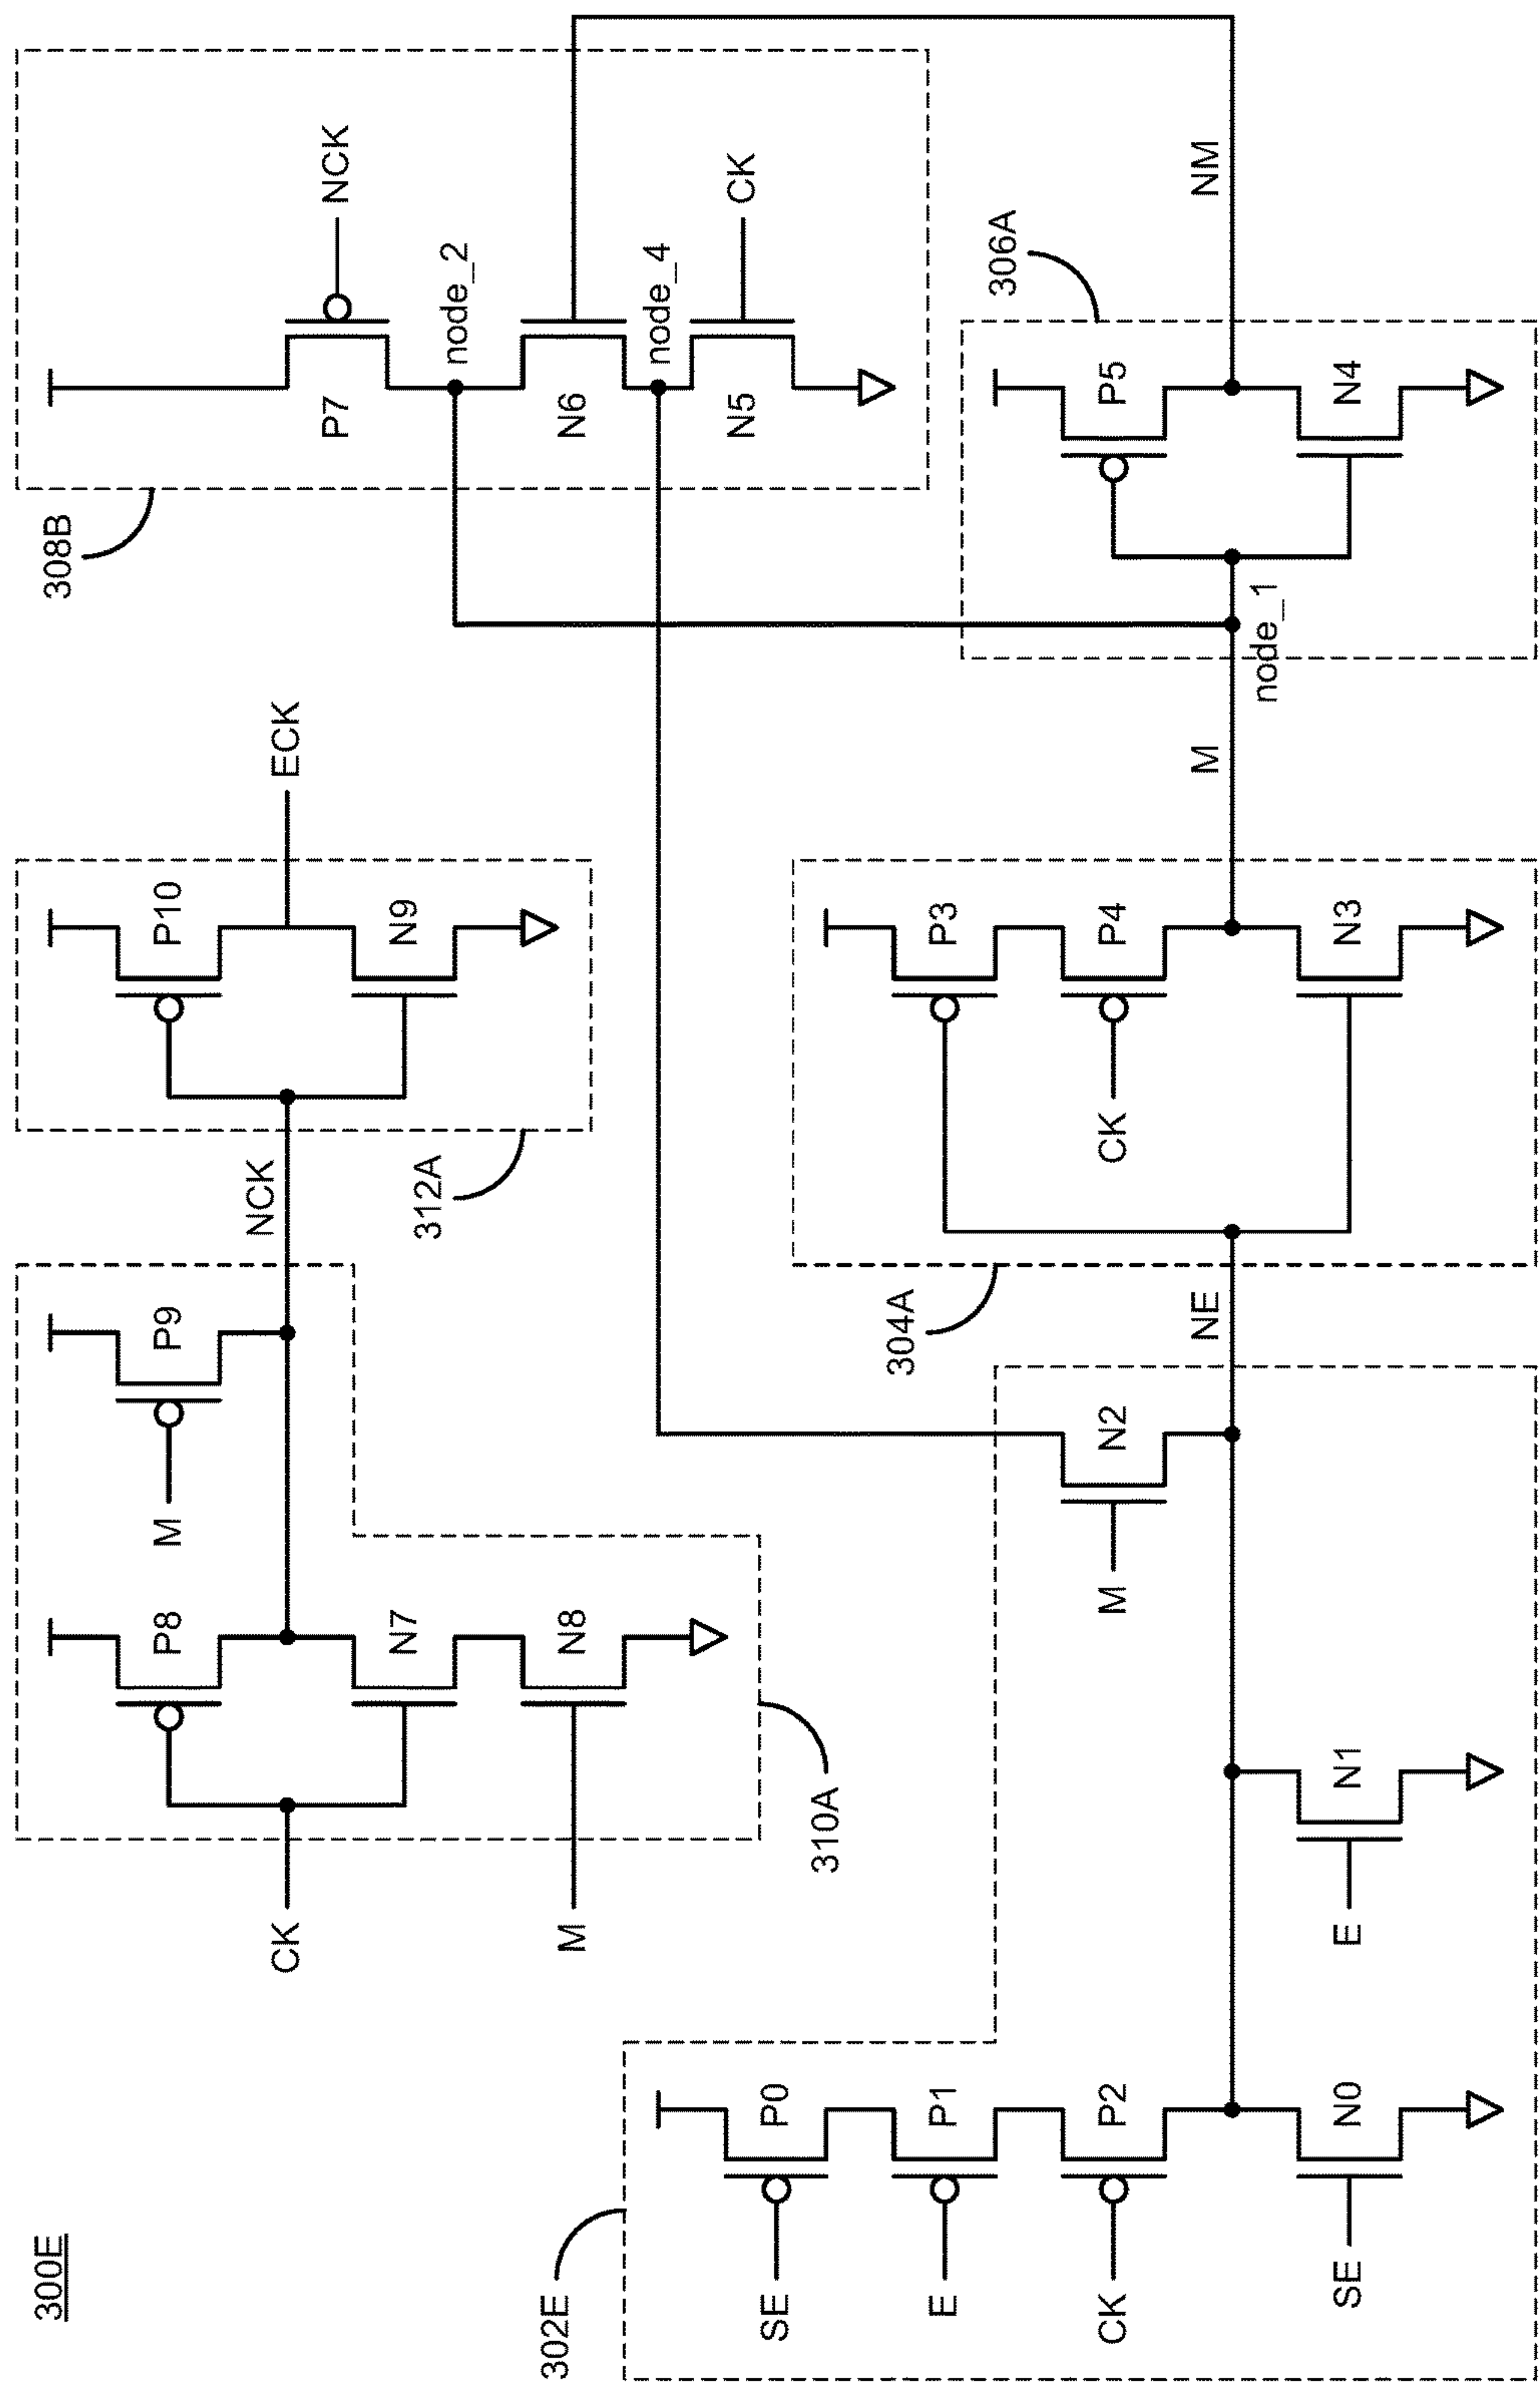 300E
302E
SE
P0
E
P1
CK
P2
SE
N0
E
N1
M
N2
NE
CK
M
P8
N7
N8
M
P9
310A
NCK
312A
P10
N9
ECK
304A
P3
CK
P4
N3
M
node_1
308B
P7
NCK
node_2
N6
node_4
N5
CK
306A
P5
N4
NM